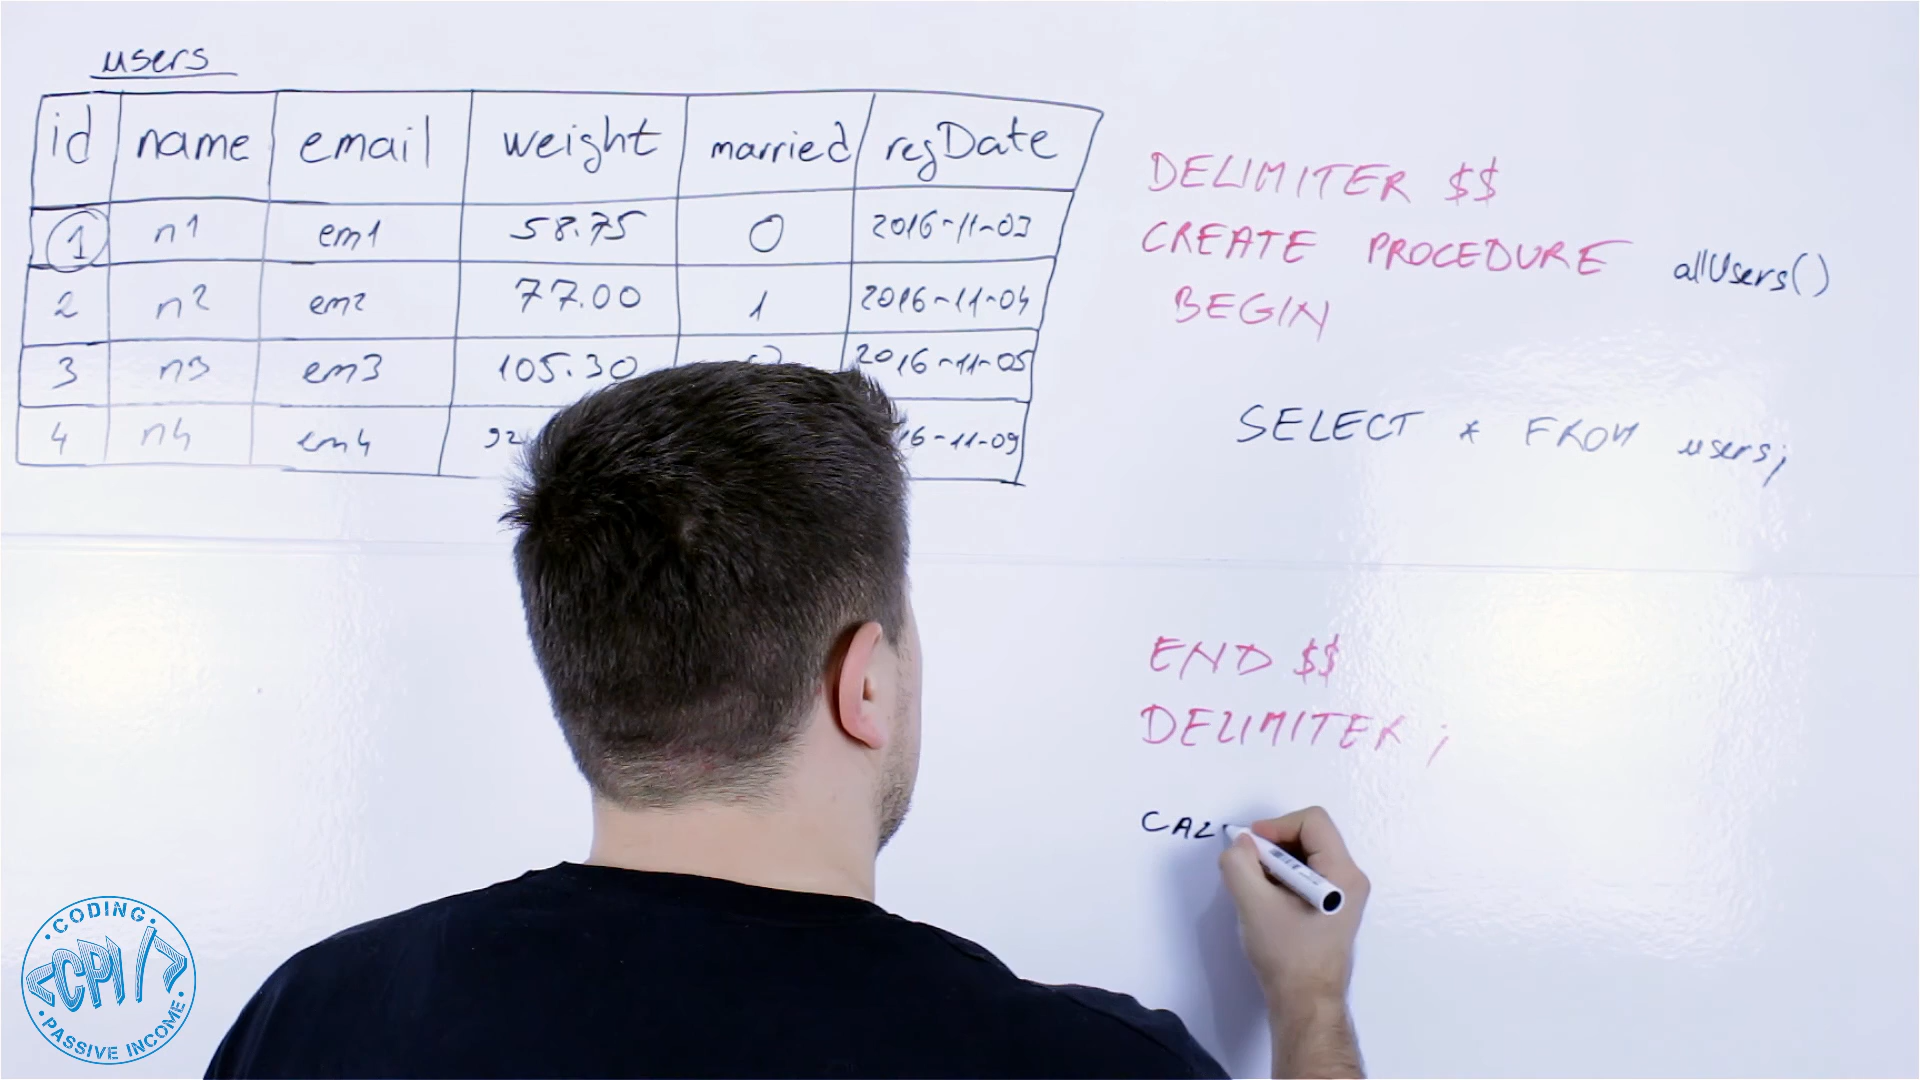 users
id name email weight married regDate
1 n1 em1 58.75 0 2016-11-03
2 n2 em2 77.00 1 2016-11-04
3 n3 em3 105.30 2016-11-05
4 n4 em4 92 16-11-09
DELIMITER $$
CREATE PROCEDURE allUsers()
BEGIN
SELECT * FROM users;
END $$
DELIMITER ;
CAL
CODING
<CPI/>
PASSIVE INCOME